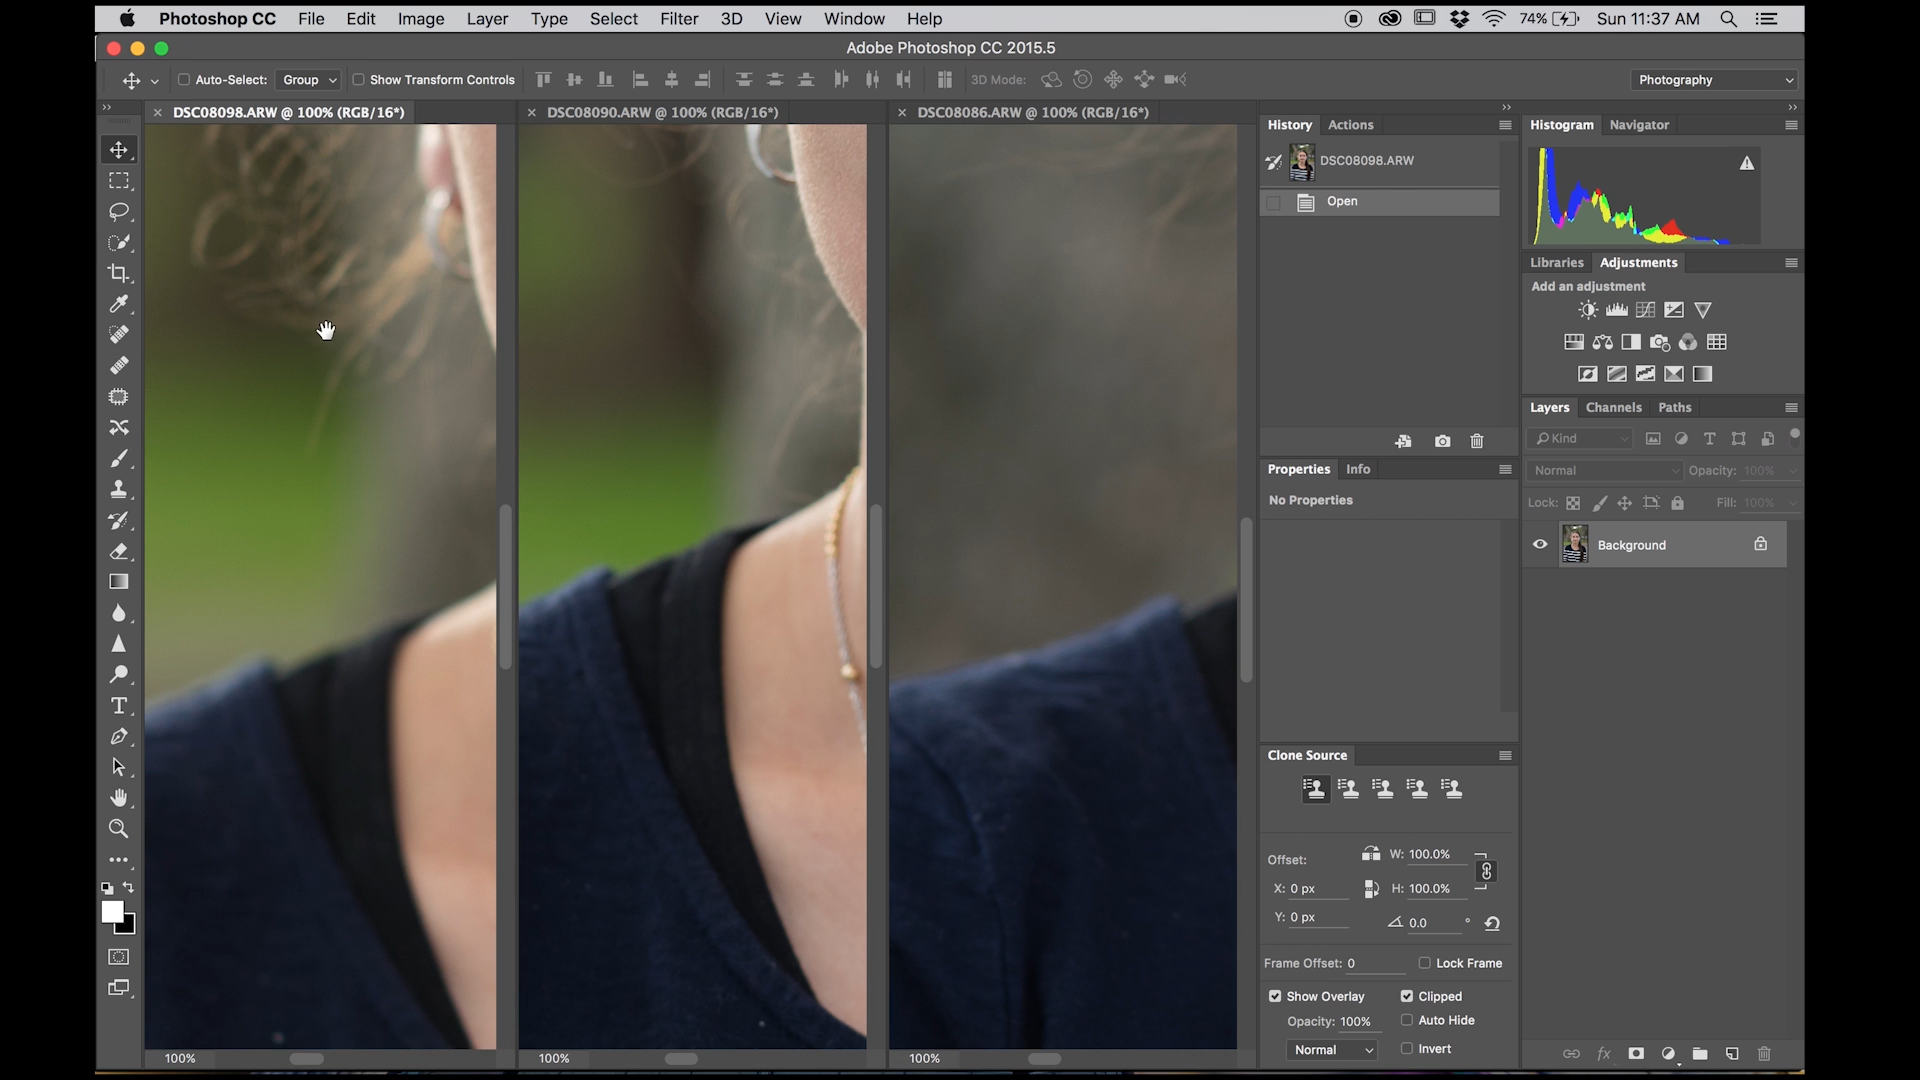 Photoshop CC File Edit Image Layer Type Select Filter 3D View Window Help 74% Sun 11:37 AM
Adobe Photoshop CC 2015.5
Auto-Select: Group Show Transform Controls 3D Mode: Photography
DSC08098.ARW @ 100% (RGB/16*) DSC08090.ARW @ 100% (RGB/16*) DSC08086.ARW @ 100% (RGB/16*)
History Actions
DSC08098.ARW
Open
Properties Info
No Properties
Clone Source
Offset: W: 100.0%
X: 0 px H: 100.0%
Y: 0 px 0.0 °
Frame Offset: 0 Lock Frame
Show Overlay Clipped
Opacity: 100% Auto Hide
Normal Invert
Histogram Navigator
Libraries Adjustments
Add an adjustment
Layers Channels Paths
Kind
Normal Opacity: 100%
Lock: Fill: 100%
Background
fx
100% 100% 100%